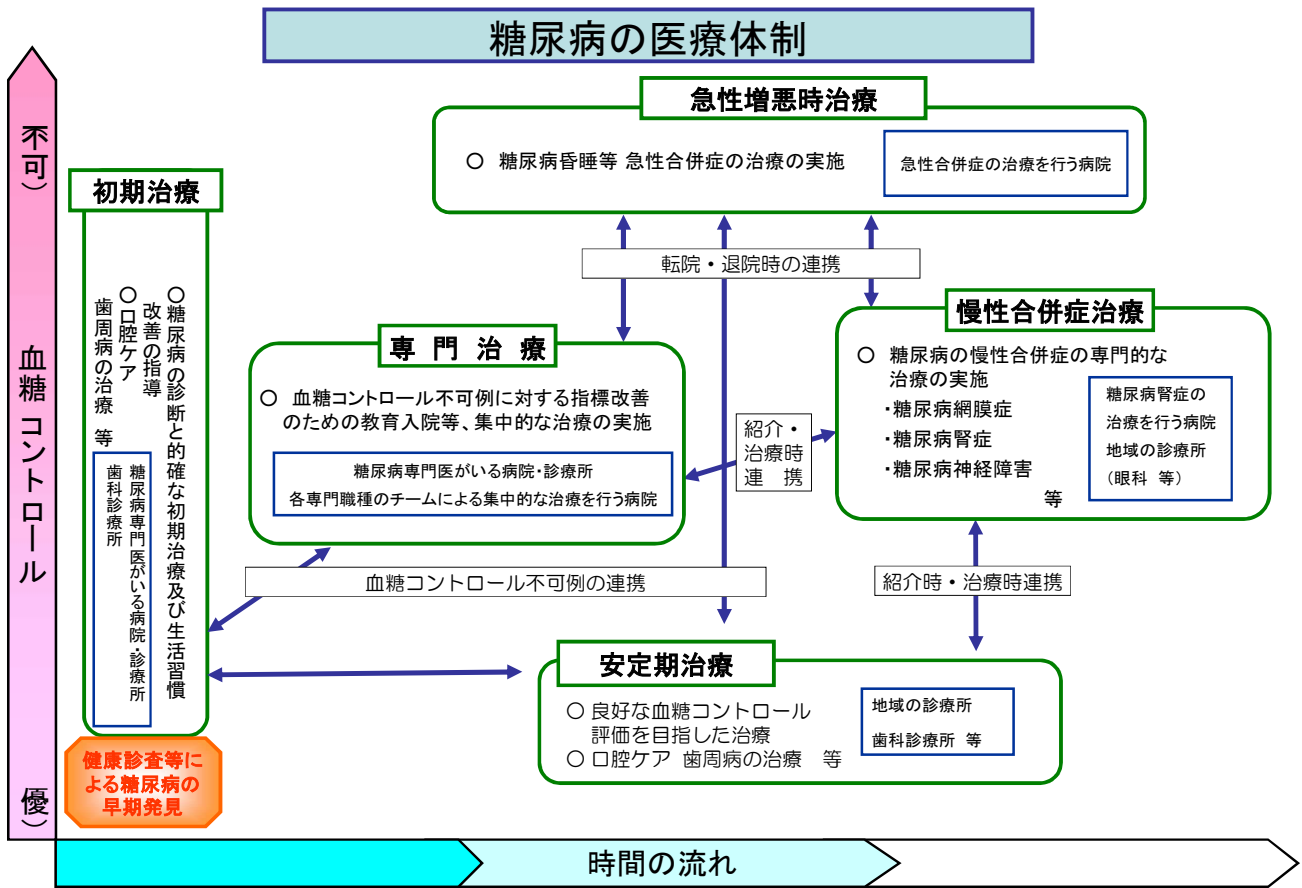 糖尿病の医療体制
不可)
血糖コントロール
優)
急性増悪時治療
○ 糖尿病昏睡等 急性合併症の治療の実施
急性合併症の治療を行う病院
初期治療
○糖尿病の診断と的確な初期治療及び生活習慣
改善の指導
○口腔ケア
歯周病の治療 等
糖尿病専門医がいる病院・診療所
歯科診療所
健康診査等に
よる糖尿病の
早期発見
転院・退院時の連携
専門治療
○ 血糖コントロール不可例に対する指標改善
のための教育入院等、集中的な治療の実施
糖尿病専門医がいる病院・診療所
各専門職種のチームによる集中的な治療を行う病院
紹介・
治療時
連 携
慢性合併症治療
○ 糖尿病の慢性合併症の専門的な
治療の実施
・糖尿病網膜症
・糖尿病腎症
・糖尿病神経障害
等
糖尿病腎症の
治療を行う病院
地域の診療所
(眼科 等)
血糖コントロール不可例の連携
紹介時・治療時連携
安定期治療
○ 良好な血糖コントロール
評価を目指した治療
○ 口腔ケア 歯周病の治療 等
地域の診療所
歯科診療所 等
時間の流れ